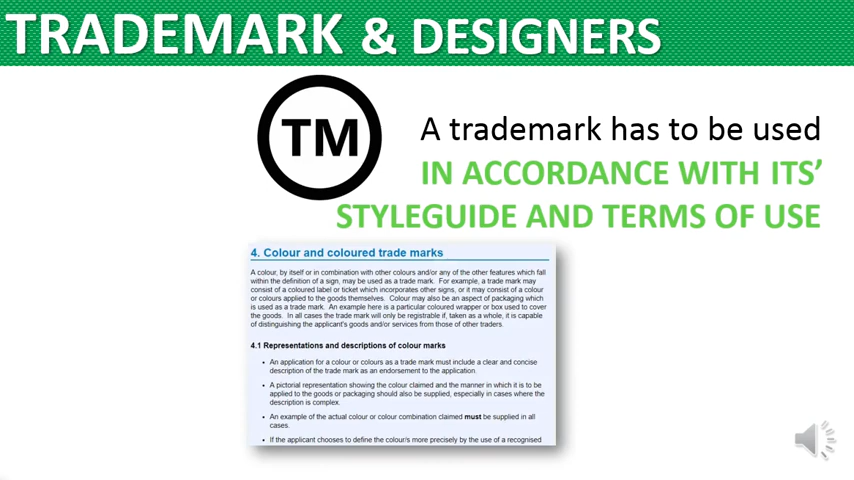 TRADEMARK & DESIGNERS
TM
A trademark has to be used
IN ACCORDANCE WITH ITS’
STYLEGUIDE AND TERMS OF USE
4. Colour and coloured trade marks
A colour, by itself or in combination with other colours and/or any of the other features which fall
within the definition of a sign, may be used as a trade mark. For example, a trade mark may
consist of a coloured label or ticket which incorporates other signs, or it may consist of a colour
or colours applied to the goods themselves. Colour may also be an aspect of packaging which
is used as a trade mark. An example here is a particular coloured wrapper or box used to cover
the goods. In all cases the trade mark will only be registrable if, taken as a whole, it is capable
of distinguishing the applicant's goods and/or services from those of other traders.
4.1 Representations and descriptions of colour marks
• An application for a colour or colours as a trade mark must include a clear and concise
description of the trade mark as an endorsement to the application.
• A pictorial representation showing the colour claimed and the manner in which it is to be
applied to the goods or packaging should also be supplied, especially in cases where the
description is complex.
• An example of the actual colour or colour combination claimed must be supplied in all
cases.
• If the applicant chooses to define the colour/s more precisely by the use of a recognised